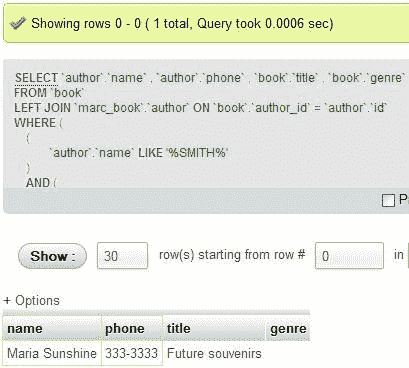 Showing rows 0 - 0 ( 1 total, Query took 0.0006 sec)
SELECT `author`.`name` , `author`.`phone` , `book`.`title` , `book`.`genre`
FROM `book`
LEFT JOIN `marc_book`.`author` ON `book`.`author_id` = `author`.`id`
WHERE (
(
`author`.`name` LIKE '%SMITH%'
)
AND (
Show : 30 row(s) starting from row # 0 in
+ Options
name phone title genre
Maria Sunshine 333-3333 Future souvenirs